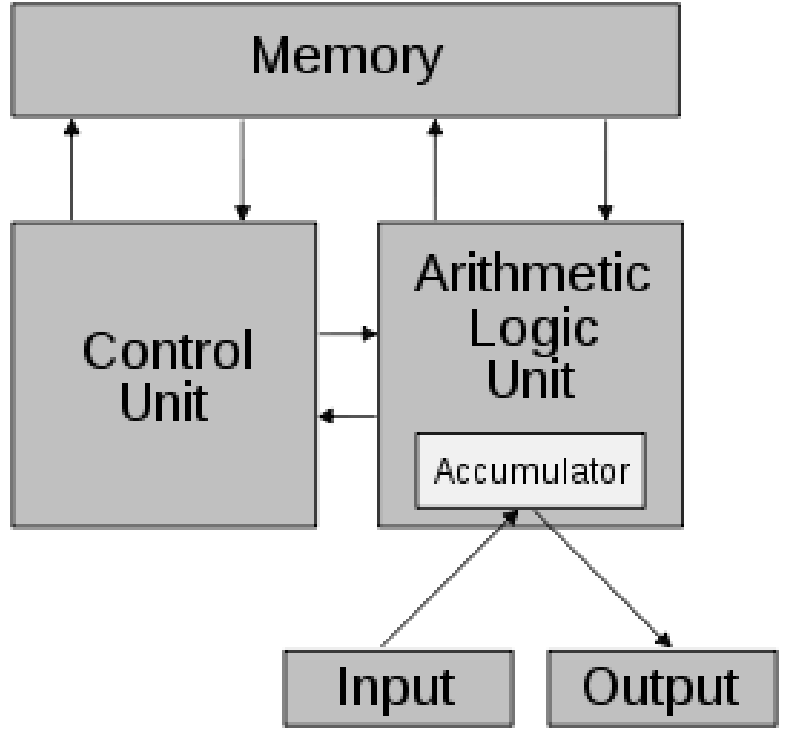 Memory
Control
Unit
Arithmetic
Logic
Unit
Accumulator
Input
Output